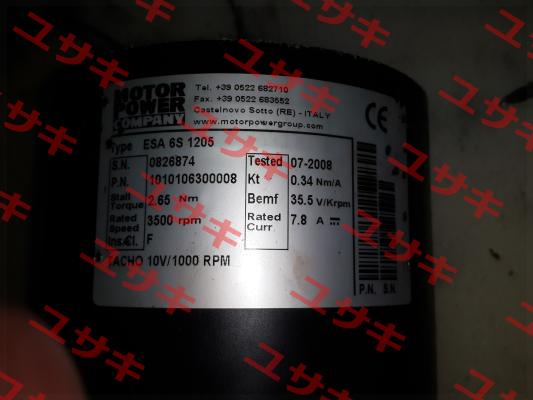 MOTOR
POWER
COMPANY
Tel. +39 0522 682710
Fax. +39 0522 683552
Castelnovo Sotto (RE) - ITALY
www.motorpowergroup.com
CE
Type ESA 6S 1205
S.N. 0826874 Tested 07-2008
P.N. 1010106300008 Kt 0.34 Nm/A
Stall Torque 2.65 Nm Bemf 35.5 V/Krpm
Rated Speed 3500 rpm Rated Curr. 7.8 A
Ins.Cl. F
TACHO 10V/1000 RPM
P.N. S.N.
ユサキ
ユサキ
ユサキ
ユサキ
ユサキ
ユサキ
ユサキ
ユサキ
ユサキ